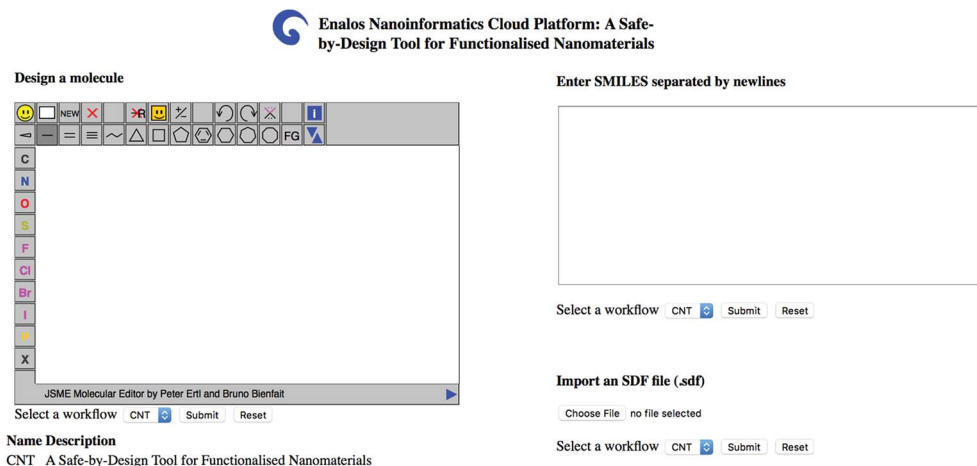 Enalos Nanoinformatics Cloud Platform: A Safe-
by-Design Tool for Functionalised Nanomaterials
Design a molecule
NEW R +/- I
FG
C
N
O
S
F
Cl
Br
I
X
JSME Molecular Editor by Peter Ertl and Bruno Bienfait
Select a workflow CNT Submit Reset
Name Description
CNT A Safe-by-Design Tool for Functionalised Nanomaterials
Enter SMILES separated by newlines
Select a workflow CNT Submit Reset
Import an SDF file (.sdf)
Choose File no file selected
Select a workflow CNT Submit Reset